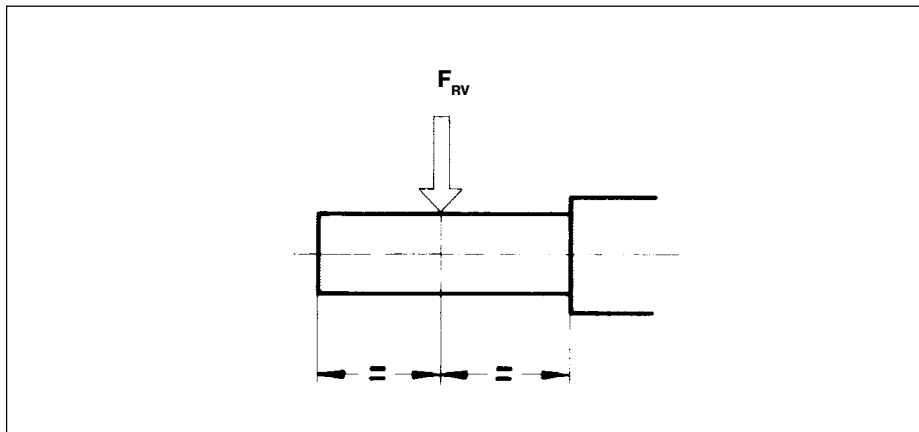 F_RV
= =